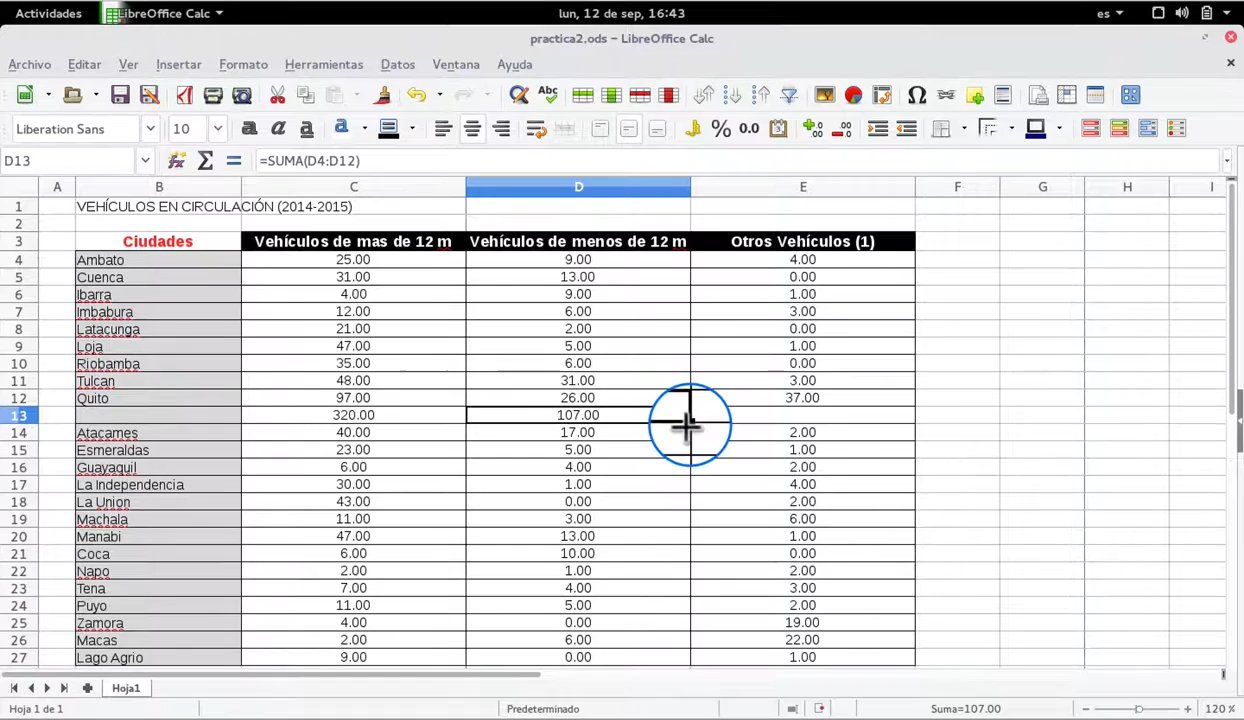 Actividades LibreOffice Calc lun, 12 de sep, 16:43 es
practica2.ods – LibreOffice Calc
Archivo Editar Ver Insertar Formato Herramientas Datos Ventana Ayuda
Liberation Sans 10
D13 =SUMA(D4:D12)
A B C D E F G H I
1 VEHÍCULOS EN CIRCULACIÓN (2014-2015)
2
3 Ciudades Vehículos de mas de 12 m Vehículos de menos de 12 m Otros Vehículos (1)
4 Ambato 25.00 9.00 4.00
5 Cuenca 31.00 13.00 0.00
6 Ibarra 4.00 9.00 1.00
7 Imbabura 12.00 6.00 3.00
8 Latacunga 21.00 2.00 0.00
9 Loja 47.00 5.00 1.00
10 Riobamba 35.00 6.00 0.00
11 Tulcan 48.00 31.00 3.00
12 Quito 97.00 26.00 37.00
13 320.00 107.00
14 Atacames 40.00 17.00 2.00
15 Esmeraldas 23.00 5.00 1.00
16 Guayaquil 6.00 4.00 2.00
17 La Independencia 30.00 1.00 4.00
18 La Union 43.00 0.00 2.00
19 Machala 11.00 3.00 6.00
20 Manabi 47.00 13.00 1.00
21 Coca 6.00 10.00 0.00
22 Napo 2.00 1.00 2.00
23 Tena 7.00 4.00 3.00
24 Puyo 11.00 5.00 2.00
25 Zamora 4.00 0.00 19.00
26 Macas 2.00 6.00 22.00
27 Lago Agrio 9.00 0.00 1.00
Hoja1
Hoja 1 de 1 Predeterminado Suma=107.00 120 %